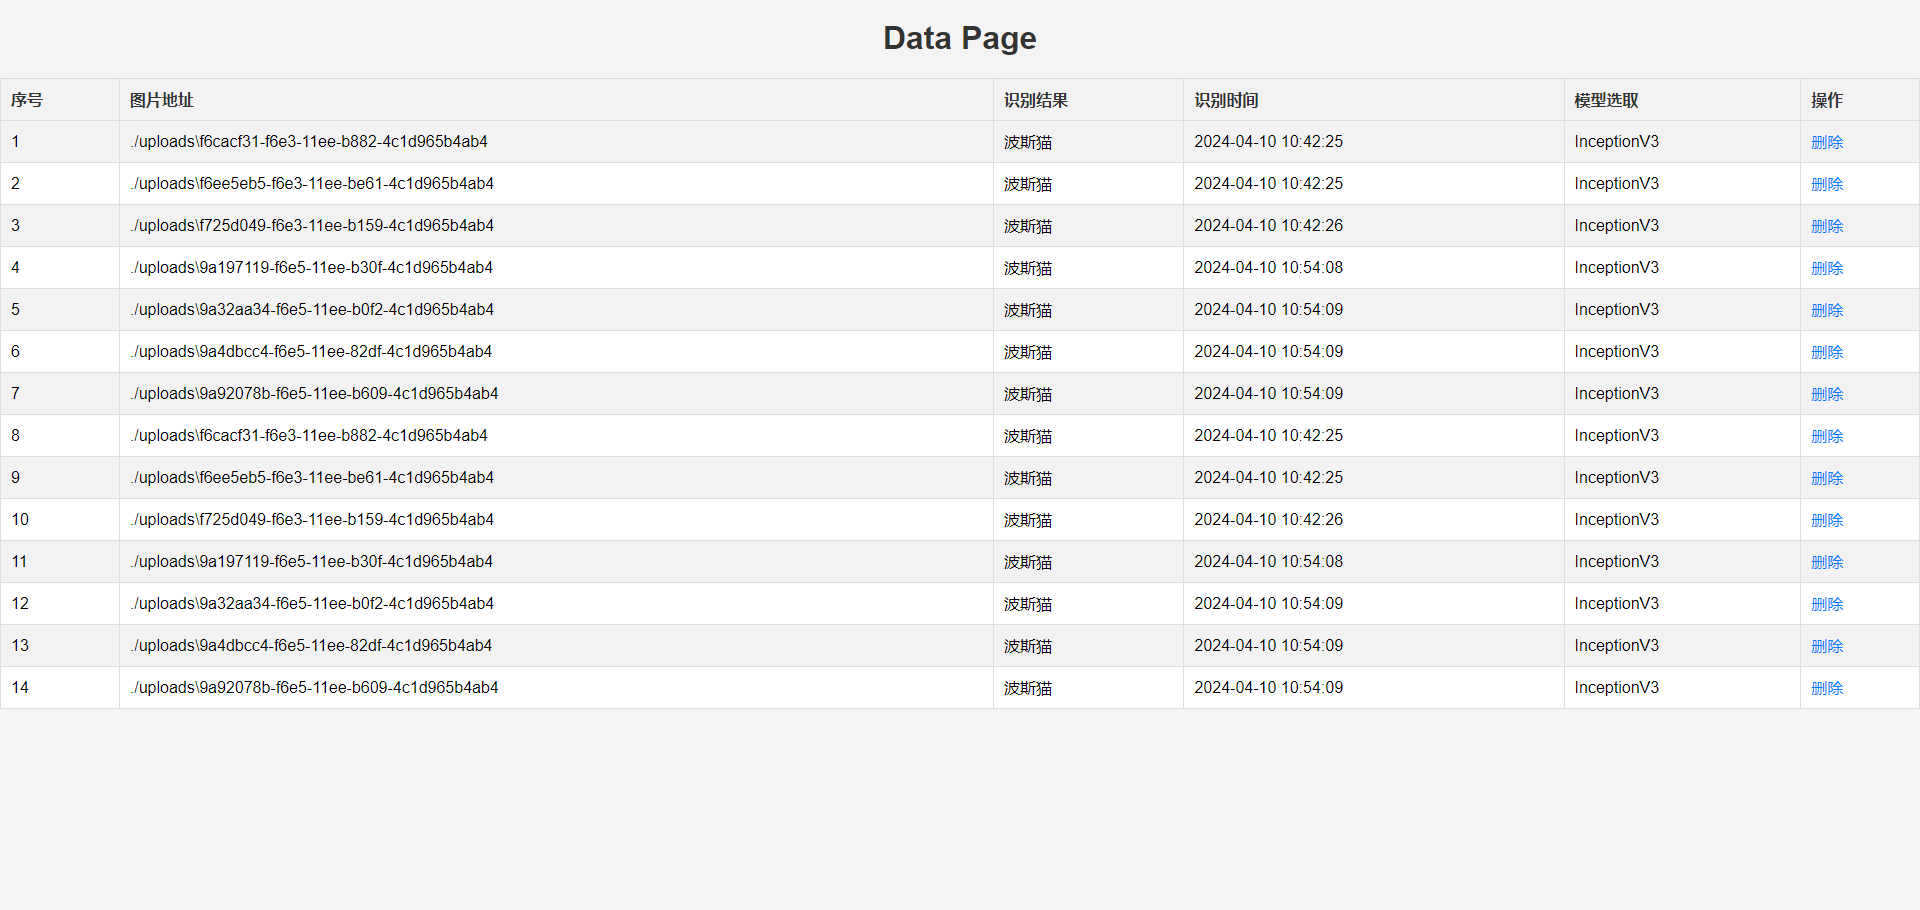 Data Page
序号 图片地址 识别结果 识别时间 模型选取 操作
1 ./uploads\f6cacf31-f6e3-11ee-b882-4c1d965b4ab4 波斯猫 2024-04-10 10:42:25 InceptionV3 删除
2 ./uploads\f6ee5eb5-f6e3-11ee-be61-4c1d965b4ab4 波斯猫 2024-04-10 10:42:25 InceptionV3 删除
3 ./uploads\f725d049-f6e3-11ee-b159-4c1d965b4ab4 波斯猫 2024-04-10 10:42:26 InceptionV3 删除
4 ./uploads\9a197119-f6e5-11ee-b30f-4c1d965b4ab4 波斯猫 2024-04-10 10:54:08 InceptionV3 删除
5 ./uploads\9a32aa34-f6e5-11ee-b0f2-4c1d965b4ab4 波斯猫 2024-04-10 10:54:09 InceptionV3 删除
6 ./uploads\9a4dbcc4-f6e5-11ee-82df-4c1d965b4ab4 波斯猫 2024-04-10 10:54:09 InceptionV3 删除
7 ./uploads\9a92078b-f6e5-11ee-b609-4c1d965b4ab4 波斯猫 2024-04-10 10:54:09 InceptionV3 删除
8 ./uploads\f6cacf31-f6e3-11ee-b882-4c1d965b4ab4 波斯猫 2024-04-10 10:42:25 InceptionV3 删除
9 ./uploads\f6ee5eb5-f6e3-11ee-be61-4c1d965b4ab4 波斯猫 2024-04-10 10:42:25 InceptionV3 删除
10 ./uploads\f725d049-f6e3-11ee-b159-4c1d965b4ab4 波斯猫 2024-04-10 10:42:26 InceptionV3 删除
11 ./uploads\9a197119-f6e5-11ee-b30f-4c1d965b4ab4 波斯猫 2024-04-10 10:54:08 InceptionV3 删除
12 ./uploads\9a32aa34-f6e5-11ee-b0f2-4c1d965b4ab4 波斯猫 2024-04-10 10:54:09 InceptionV3 删除
13 ./uploads\9a4dbcc4-f6e5-11ee-82df-4c1d965b4ab4 波斯猫 2024-04-10 10:54:09 InceptionV3 删除
14 ./uploads\9a92078b-f6e5-11ee-b609-4c1d965b4ab4 波斯猫 2024-04-10 10:54:09 InceptionV3 删除